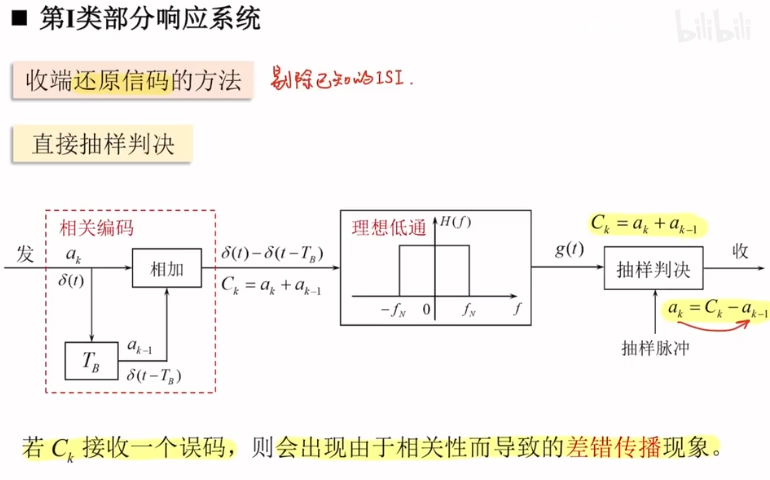 ■ 第I类部分响应系统
bilibili
收端还原信码的方法
剔除已知的ISI.
直接抽样判决
相关编码
理想低通
H(f)
C_k = a_k + a_{k-1}
发
a_k
δ(t)
相加
δ(t)−δ(t−T_B)
C_k = a_k + a_{k-1}
g(t)
抽样判决
收
−f_N 0 f_N f
a_k = C_k − a_{k-1}
T_B
a_{k-1}
δ(t−T_B)
抽样脉冲
若 C_k 接收一个误码，则会出现由于相关性而导致的差错传播现象。